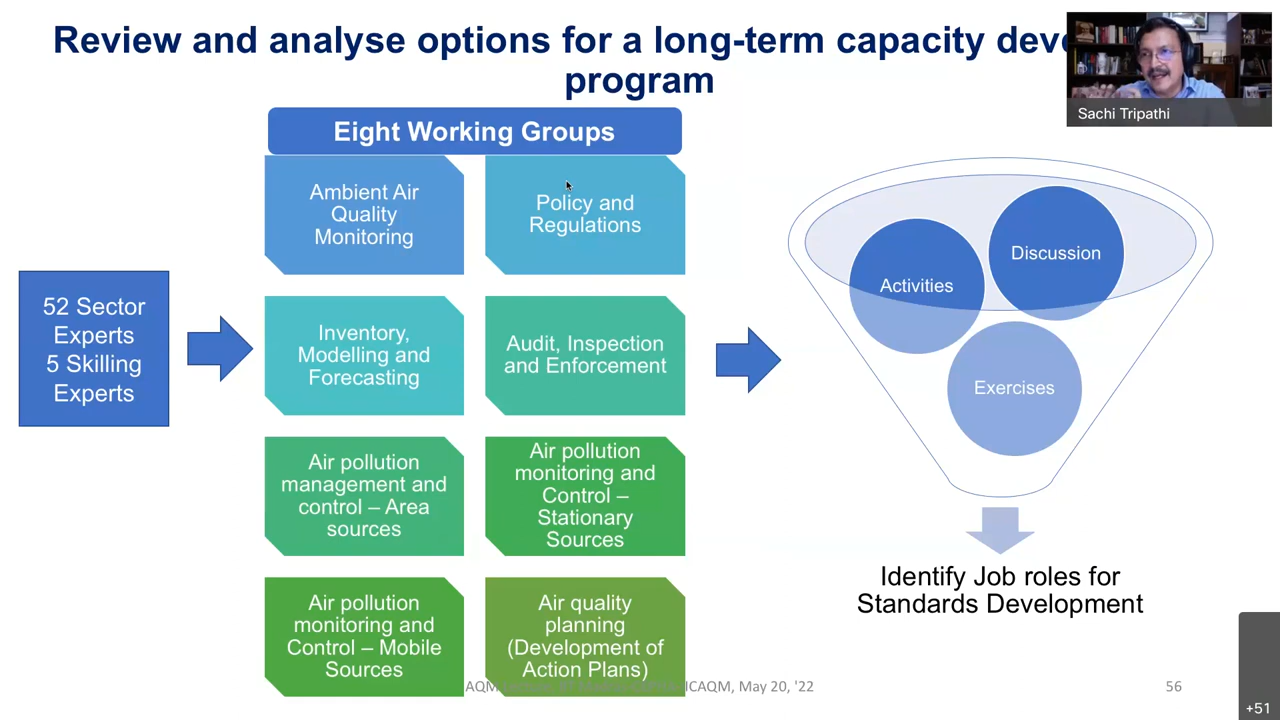 Review and analyse options for a long-term capacity
program
Sachi Tripathi
Eight Working Groups
52 Sector
Experts
5 Skilling
Experts
Ambient Air
Quality
Monitoring
Policy and
Regulations
Inventory,
Modelling and
Forecasting
Audit, Inspection
and Enforcement
Air pollution
management and
control – Area
sources
Air pollution
monitoring and
Control –
Stationary
Sources
Air pollution
monitoring and
Control – Mobile
Sources
Air quality
planning
(Development of
Action Plans)
Activities
Discussion
Exercises
Identify Job roles for
Standards Development
May 20, '22
56
+51